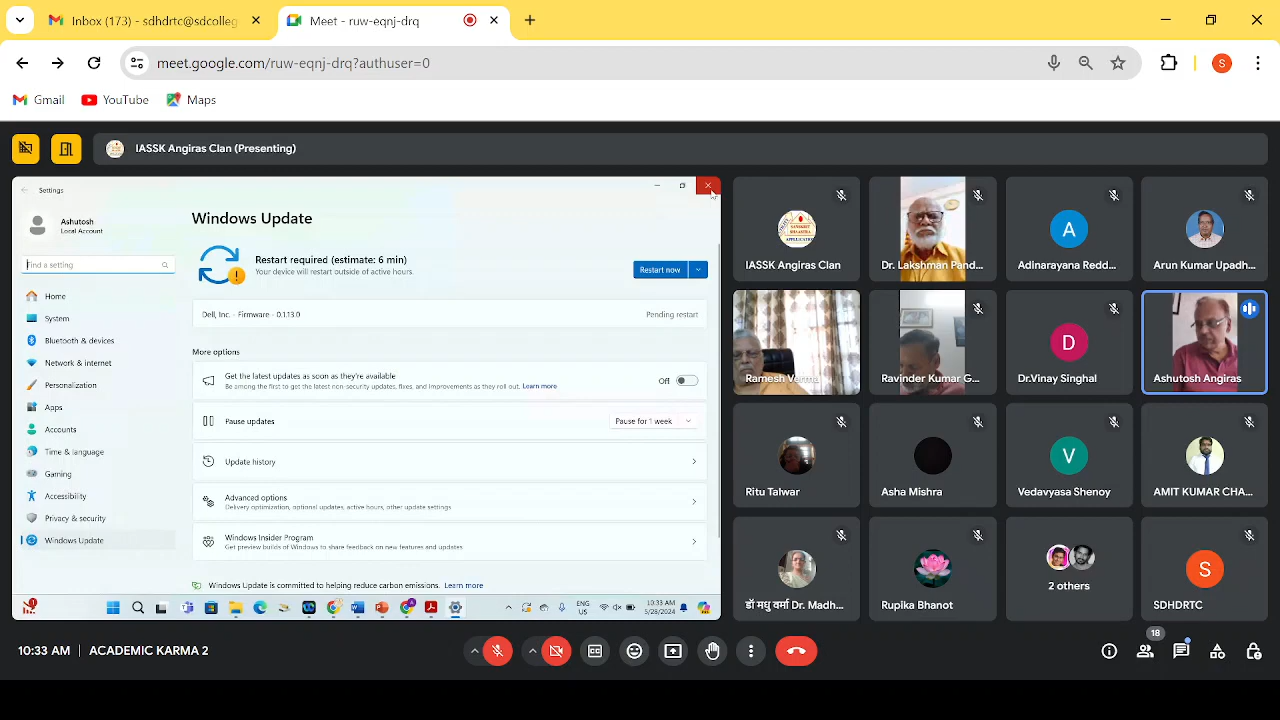 Inbox (173) - sdhdrtc@sdcolleg
Meet - ruw-eqnj-drq
meet.google.com/ruw-eqnj-drq?authuser=0
S
Gmail
YouTube
Maps
IASSK Angiras Clan (Presenting)
Settings
Ashutosh
Local Account
Find a setting
Home
System
Bluetooth & devices
Network & internet
Personalization
Apps
Accounts
Time & language
Gaming
Accessibility
Privacy & security
Windows Update
Windows Update
Restart required (estimate: 6 min)
Your device will restart outside of active hours.
Restart now
Dell, Inc. - Firmware - 0.1.13.0
Pending restart
More options
Get the latest updates as soon as they're available
Be among the first to get the latest non-security updates, fixes, and improvements as they roll out. Learn more
Off
Pause updates
Pause for 1 week
Update history
Advanced options
Delivery optimization, optional updates, active hours, other update settings
Windows Insider Program
Get preview builds of Windows to share feedback on new features and updates
Windows Update is committed to helping reduce carbon emissions. Learn more
ENG
US
10:33 AM
5/28/2024
IASSK Angiras Clan
Dr. Lakshman Pand...
A
Adinarayana Redd...
Arun Kumar Upadh...
Ramesh Verma
Ravinder Kumar G...
D
Dr.Vinay Singhal
Ashutosh Angiras
Ritu Talwar
Asha Mishra
V
Vedavyasa Shenoy
AMIT KUMAR CHA...
डॉ मधु वर्मा Dr. Madh...
Rupika Bhanot
2 others
S
SDHDRTC
10:33 AM | ACADEMIC KARMA 2
18